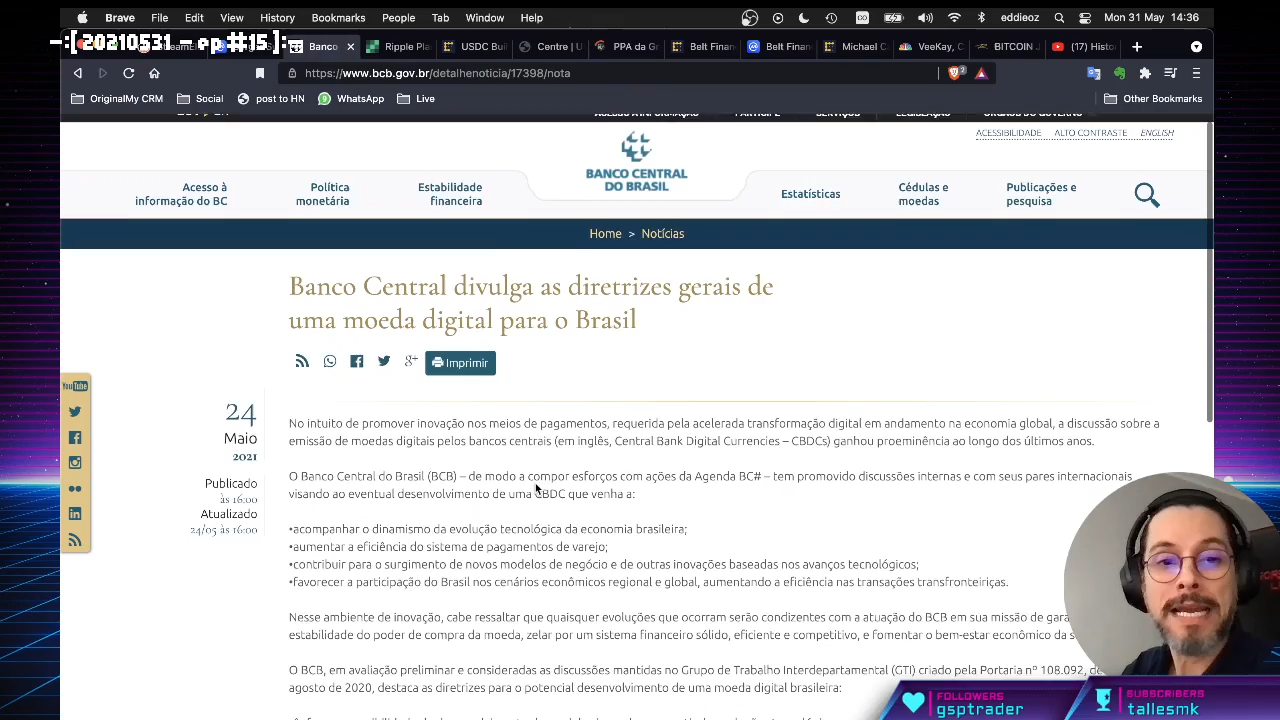 Brave File Edit View History Bookmarks People Tab Window Help eddieoz Mon 31 May 14:36
~:[20210531 - ep#15]:
Banco Ripple Pla USDC Bui Centre | U PPA da Gr Belt Finan Belt Finan Michael C VeeKay, C BITCOIN (17) Histo
https://www.bcb.gov.br/detalhenoticia/17398/nota
OriginalMy CRM Social post to HN WhatsApp Live Other Bookmarks
ACESSO À INFORMAÇÃO PARTICIPE SERVIÇOS LEGISLAÇÃO ÓRGÃOS DO GOVERNO
ACESSIBILIDADE ALTO CONTRASTE ENGLISH
BANCO CENTRAL
DO BRASIL
Acesso à
informação do BC
Política
monetária
Estabilidade
financeira
Estatísticas
Cédulas e
moedas
Publicações e
pesquisa
Home > Notícias
Banco Central divulga as diretrizes gerais de
uma moeda digital para o Brasil
Imprimir
YouTube
24
Maio
2021
Publicado
às 16:00
Atualizado
24/05 às 16:00
No intuito de promover inovação nos meios de pagamentos, requerida pela acelerada transformação digital em andamento na economia global, a discussão sobre a
emissão de moedas digitais pelos bancos centrais (em inglês, Central Bank Digital Currencies – CBDCs) ganhou proeminência ao longo dos últimos anos.
O Banco Central do Brasil (BCB) – de modo a compor esforços com ações da Agenda BC# – tem promovido discussões internas e com seus pares internacionais
visando ao eventual desenvolvimento de uma CBDC que venha a:
•acompanhar o dinamismo da evolução tecnológica da economia brasileira;
•aumentar a eficiência do sistema de pagamentos de varejo;
•contribuir para o surgimento de novos modelos de negócio e de outras inovações baseadas nos avanços tecnológicos;
•favorecer a participação do Brasil nos cenários econômicos regional e global, aumentando a eficiência nas transações transfronteiriças.
Nesse ambiente de inovação, cabe ressaltar que quaisquer evoluções que ocorram serão condizentes com a atuação do BCB em sua missão de gara
estabilidade do poder de compra da moeda, zelar por um sistema financeiro sólido, eficiente e competitivo, e fomentar o bem-estar econômico da s
O BCB, em avaliação preliminar e consideradas as discussões mantidas no Grupo de Trabalho Interdepartamental (GTI) criado pela Portaria nº 108.092, de
agosto de 2020, destaca as diretrizes para o potencial desenvolvimento de uma moeda digital brasileira:
FOLLOWERS
gsptrader
SUBSCRIBERS
tallesmk